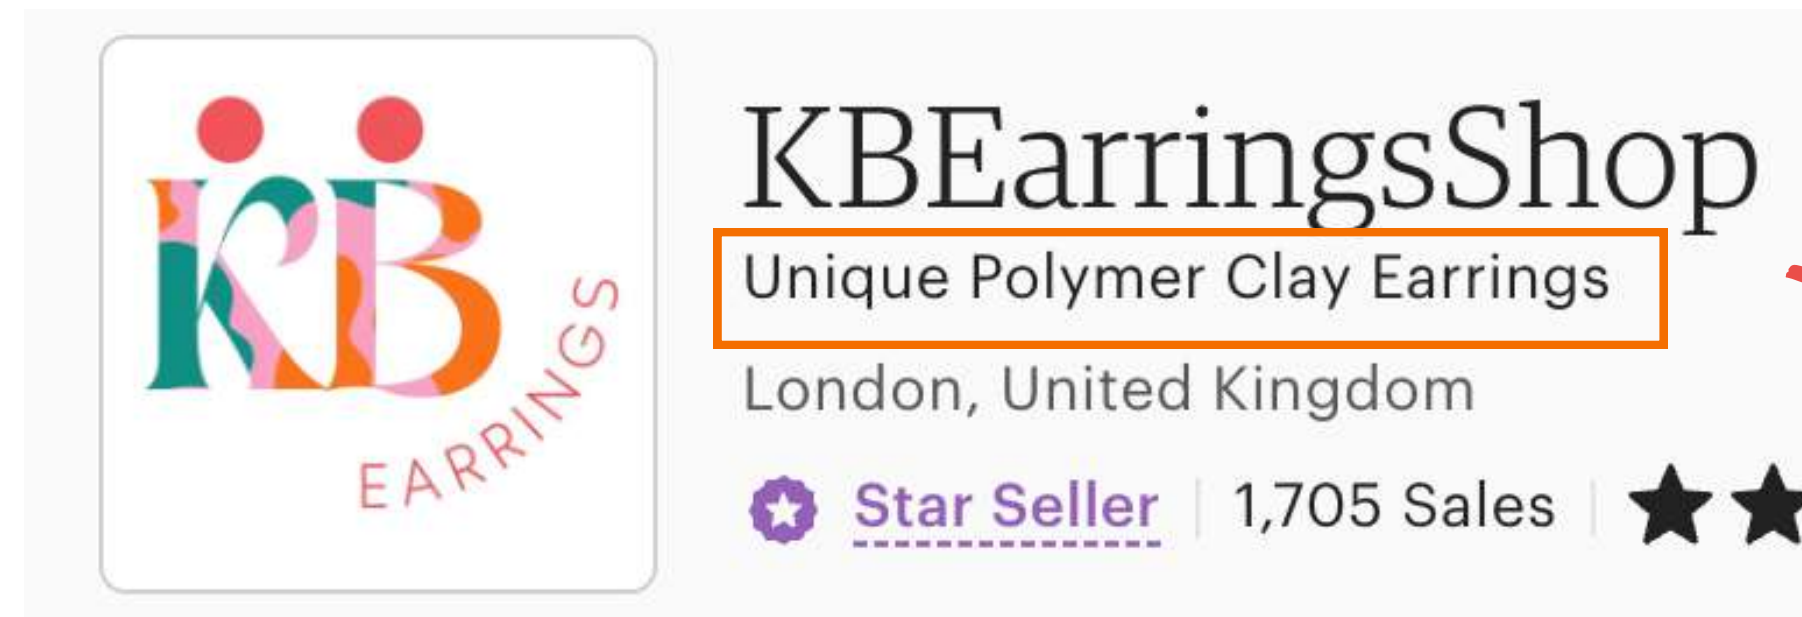 KB
EARRINGS
KBEarringsShop
Unique Polymer Clay Earrings
London, United Kingdom
Star Seller
1,705 Sales